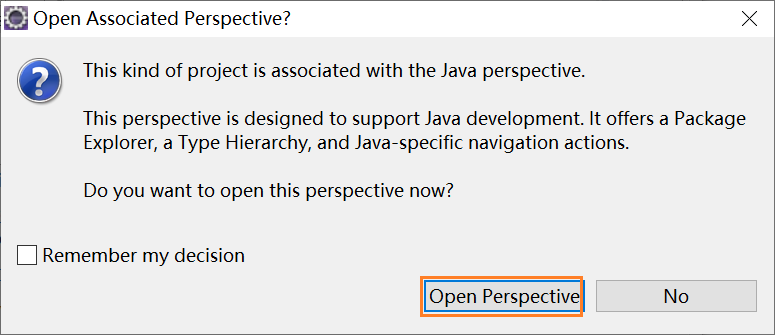 Open Associated Perspective?
This kind of project is associated with the Java perspective.
This perspective is designed to support Java development. It offers a Package
Explorer, a Type Hierarchy, and Java-specific navigation actions.
Do you want to open this perspective now?
Remember my decision
Open Perspective
No